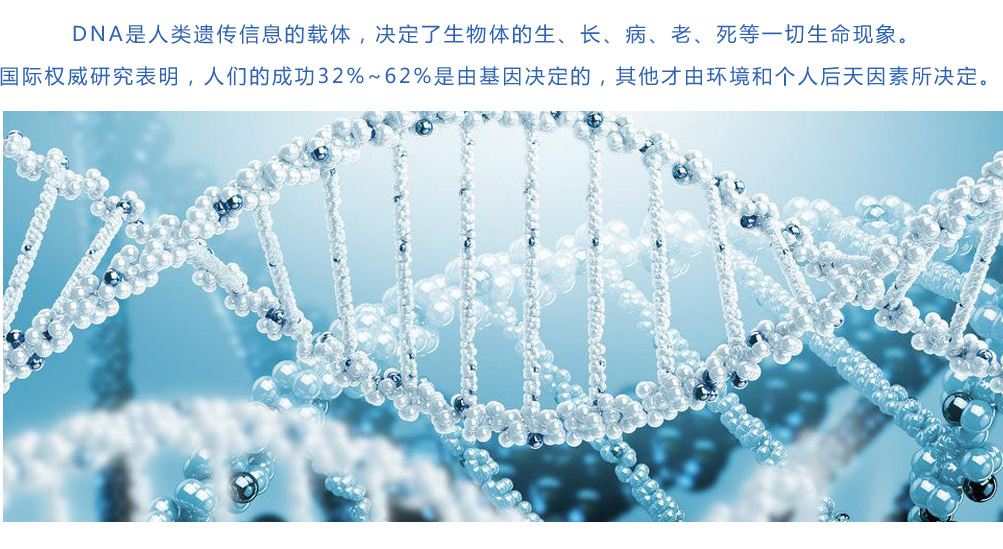 DNA是人类遗传信息的载体，决定了生物体的生、长、病、老、死等一切生命现象。
国际权威研究表明，人们的成功32%~62%是由基因决定的，其他才由环境和个人后天因素所决定。